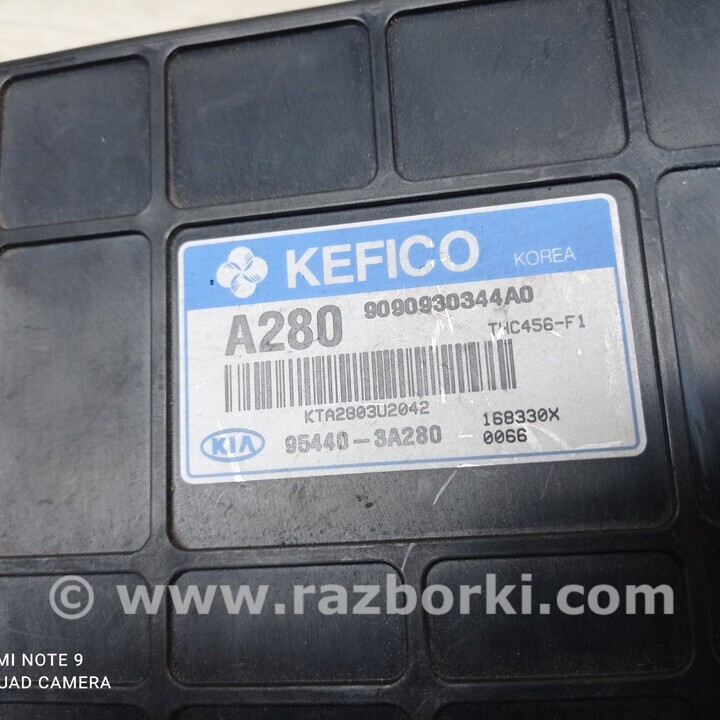 KEFICO KOREA
A280 9090930344A0
THC456-F1
KTA2803U2042
168330X
KIA 95440-3A280 0066
© www.razborki.com
MI NOTE 9
QUAD CAMERA